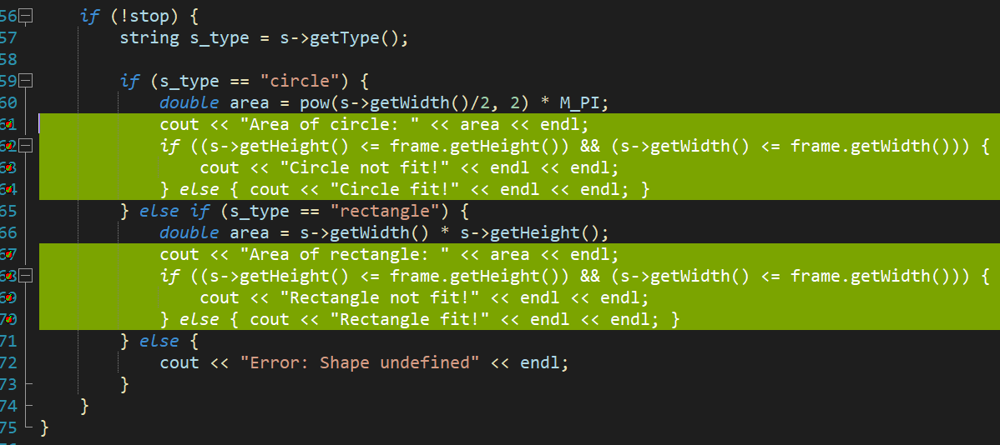 56 if (!stop) {
57 string s_type = s->getType();
58
59 if (s_type == "circle") {
60 double area = pow(s->getWidth()/2, 2) * M_PI;
61 cout << "Area of circle: " << area << endl;
62 if ((s->getHeight() <= frame.getHeight()) && (s->getWidth() <= frame.getWidth())) {
63 cout << "Circle not fit!" << endl << endl;
64 } else { cout << "Circle fit!" << endl << endl; }
65 } else if (s_type == "rectangle") {
66 double area = s->getWidth() * s->getHeight();
67 cout << "Area of rectangle: " << area << endl;
68 if ((s->getHeight() <= frame.getHeight()) && (s->getWidth() <= frame.getWidth())) {
69 cout << "Rectangle not fit!" << endl << endl;
70 } else { cout << "Rectangle fit!" << endl << endl; }
71 } else {
72 cout << "Error: Shape undefined" << endl;
73 }
74 }
75 }